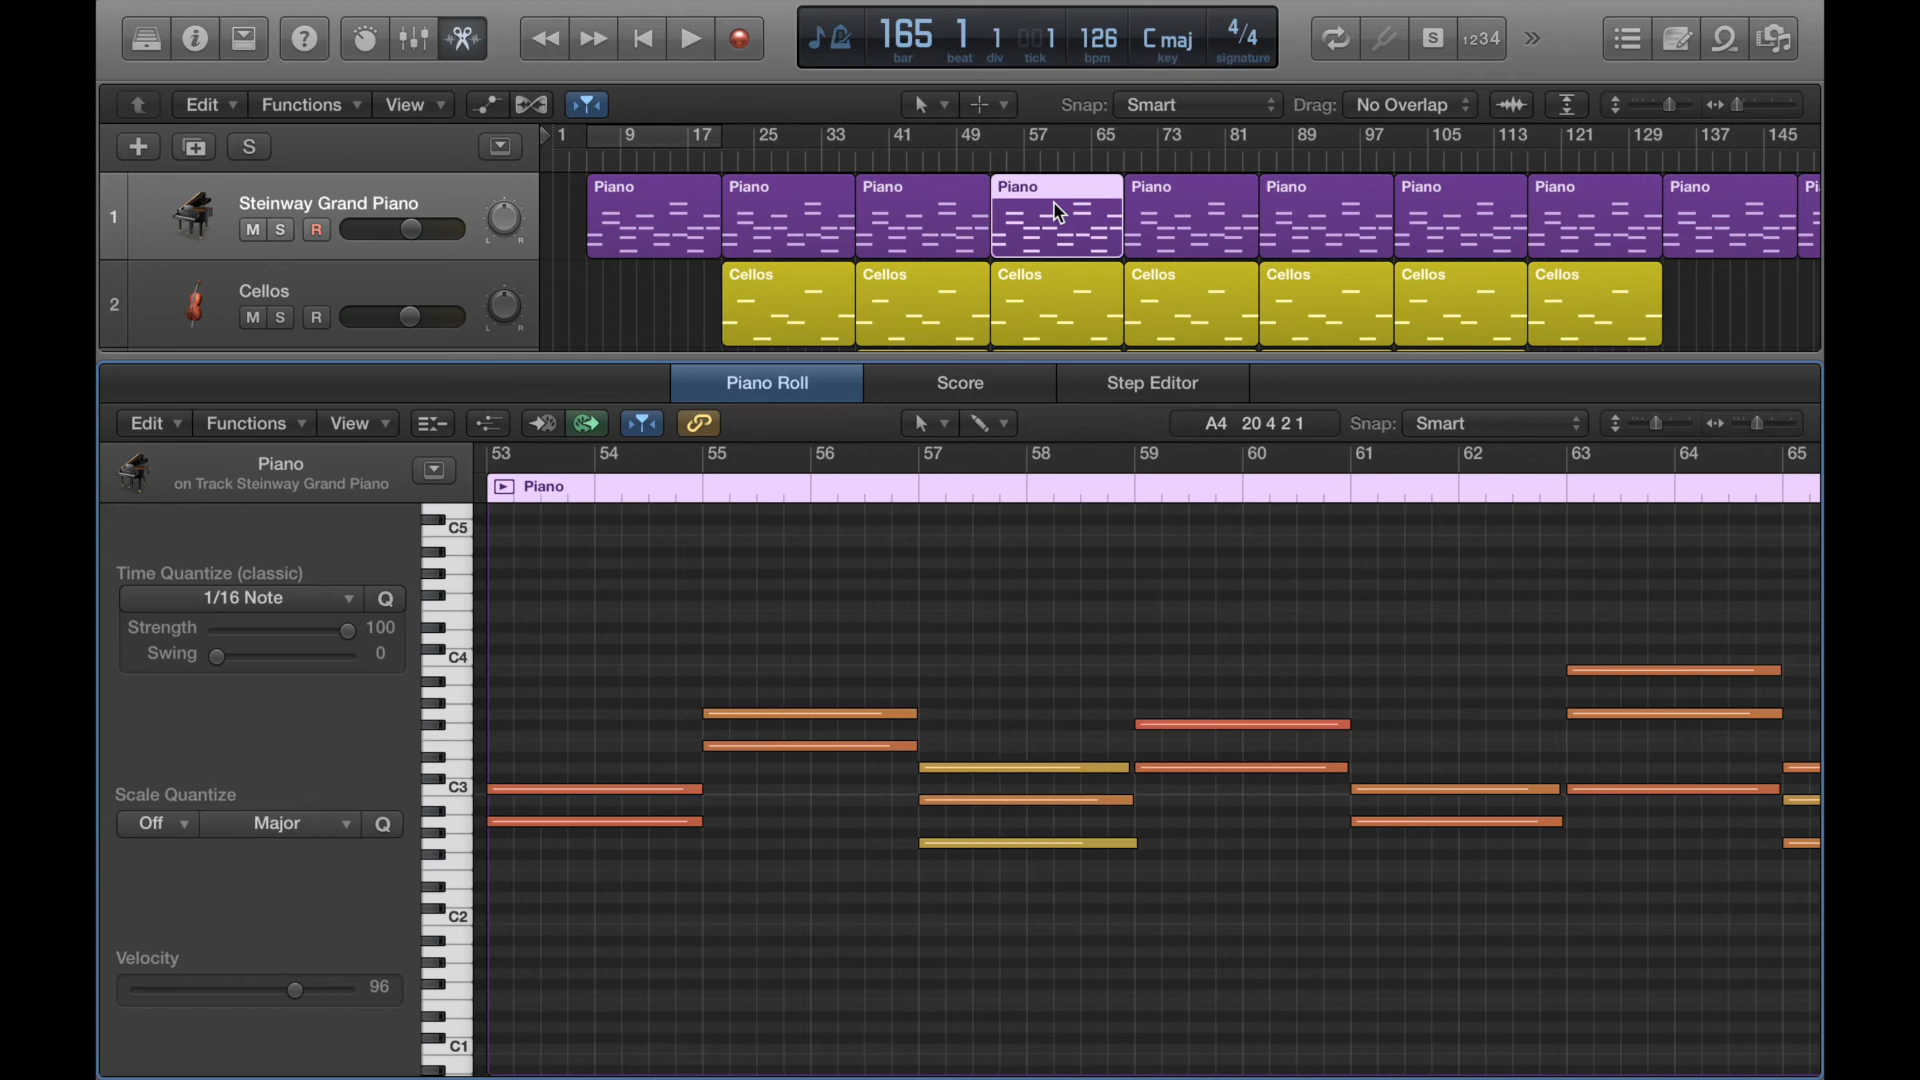 165 1 1 001 126 C maj 4/4
bar beat div tick bpm key signature
S 1234
Edit Functions View Snap: Smart Drag: No Overlap
S 1 9 17 25 33 41 49 57 65 73 81 89 97 105 113 121 129 137 145
1 Steinway Grand Piano
M S R L R
Piano Piano Piano Piano Piano Piano Piano Piano Piano Pi
2 Cellos
M S R L R
Cellos Cellos Cellos Cellos Cellos Cellos Cellos
Piano Roll Score Step Editor
Edit Functions View A4 20 4 2 1 Snap: Smart
Piano
on Track Steinway Grand Piano
53 54 55 56 57 58 59 60 61 62 63 64 65
Piano
C5
Time Quantize (classic)
1/16 Note Q
Strength 100
Swing 0
C4
C3
Scale Quantize
Off Major Q
C2
Velocity
96
C1